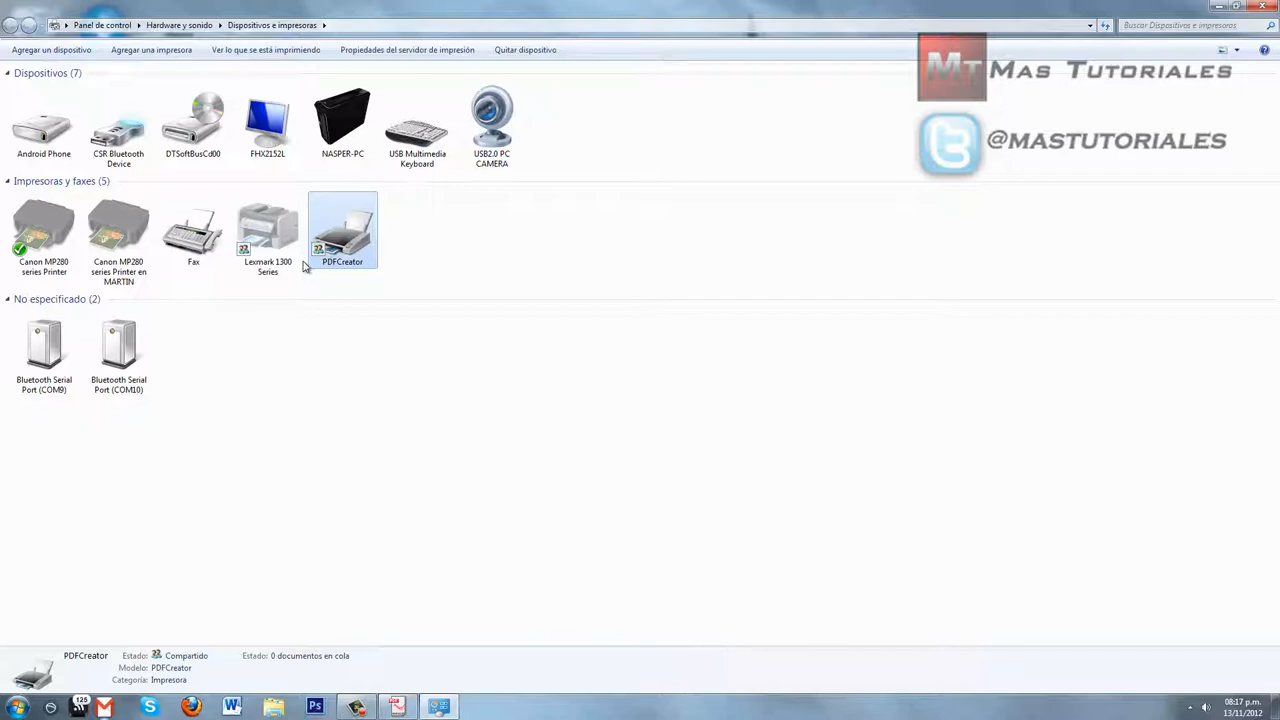 Panel de control ▸ Hardware y sonido ▸ Dispositivos e impresoras ▸
Buscar Dispositivos e impresoras
Agregar un dispositivo
Agregar una impresora
Ver lo que se está imprimiendo
Propiedades del servidor de impresión
Quitar dispositivo
MT Mas Tutoriales
@MASTUTORIALES
Dispositivos (7)
Android Phone
CSR Bluetooth
Device
DTSoftBusCd00
FHX2152L
NASPER-PC
USB Multimedia
Keyboard
USB2.0 PC
CAMERA
Impresoras y faxes (5)
Canon MP280
series Printer
Canon MP280
series Printer en
MARTIN
Fax
Lexmark 1300
Series
PDFCreator
No especificado (2)
Bluetooth Serial
Port (COM9)
Bluetooth Serial
Port (COM10)
PDFCreator
Estado: Compartido
Estado: 0 documentos en cola
Modelo: PDFCreator
Categoría: Impresora
125
08:17 p.m.
13/11/2012